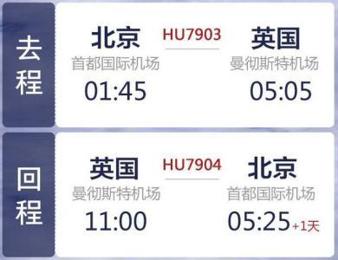 去程
北京 HU7903 英国
首都国际机场 曼彻斯特机场
01:45 05:05
回程
英国 HU7904 北京
曼彻斯特机场 首都国际机场
11:00 05:25+1天